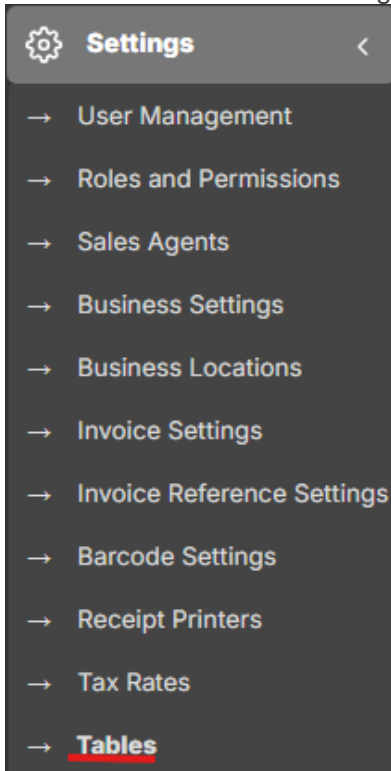 Settings
→ User Management
→ Roles and Permissions
→ Sales Agents
→ Business Settings
→ Business Locations
→ Invoice Settings
→ Invoice Reference Settings
→ Barcode Settings
→ Receipt Printers
→ Tax Rates
→ Tables